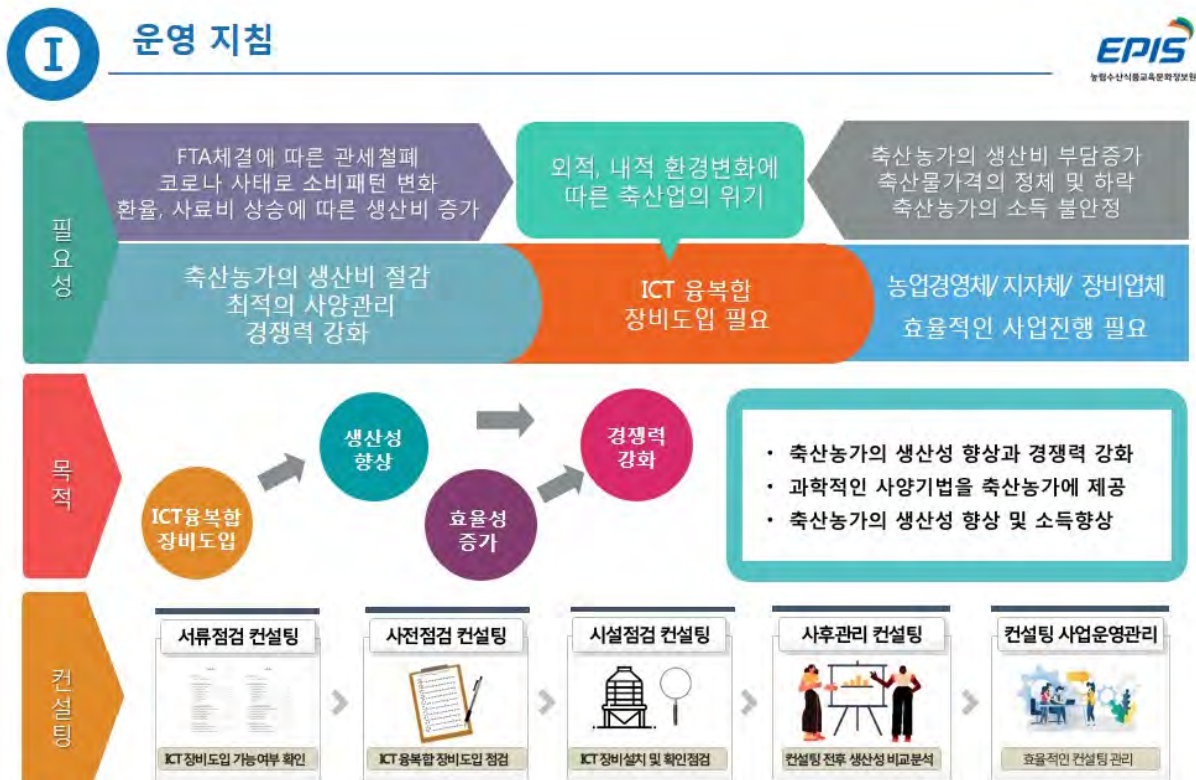 I
운영 지침
EPIS
농림수산식품교육문화정보원
필요성
FTA체결에 따른 관세철폐
코로나 사태로 소비패턴 변화
환율, 사료비 상승에 따른 생산비 증가
외적, 내적 환경변화에
따른 축산업의 위기
축산농가의 생산비 부담증가
축산물가격의 정체 및 하락
축산농가의 소득 불안정
축산농가의 생산비 절감
최적의 사양관리
경쟁력 강화
ICT 융복합
장비도입 필요
농업경영체/ 지자체/ 장비업체
효율적인 사업진행 필요
목적
ICT융복합
장비도입
생산성
향상
효율성
증가
경쟁력
강화
• 축산농가의 생산성 향상과 경쟁력 강화
• 과학적인 사양기법을 축산농가에 제공
• 축산농가의 생산성 향상 및 소득향상
컨설팅
서류점검 컨설팅
ICT 장비도입 가능여부 확인
사전점검 컨설팅
ICT 융복합 장비도입 점검
시설점검 컨설팅
ICT 장비설치 및 확인점검
사후관리 컨설팅
컨설팅 전후 생산성 비교분석
컨설팅 사업운영관리
효율적인 컨설팅 관리